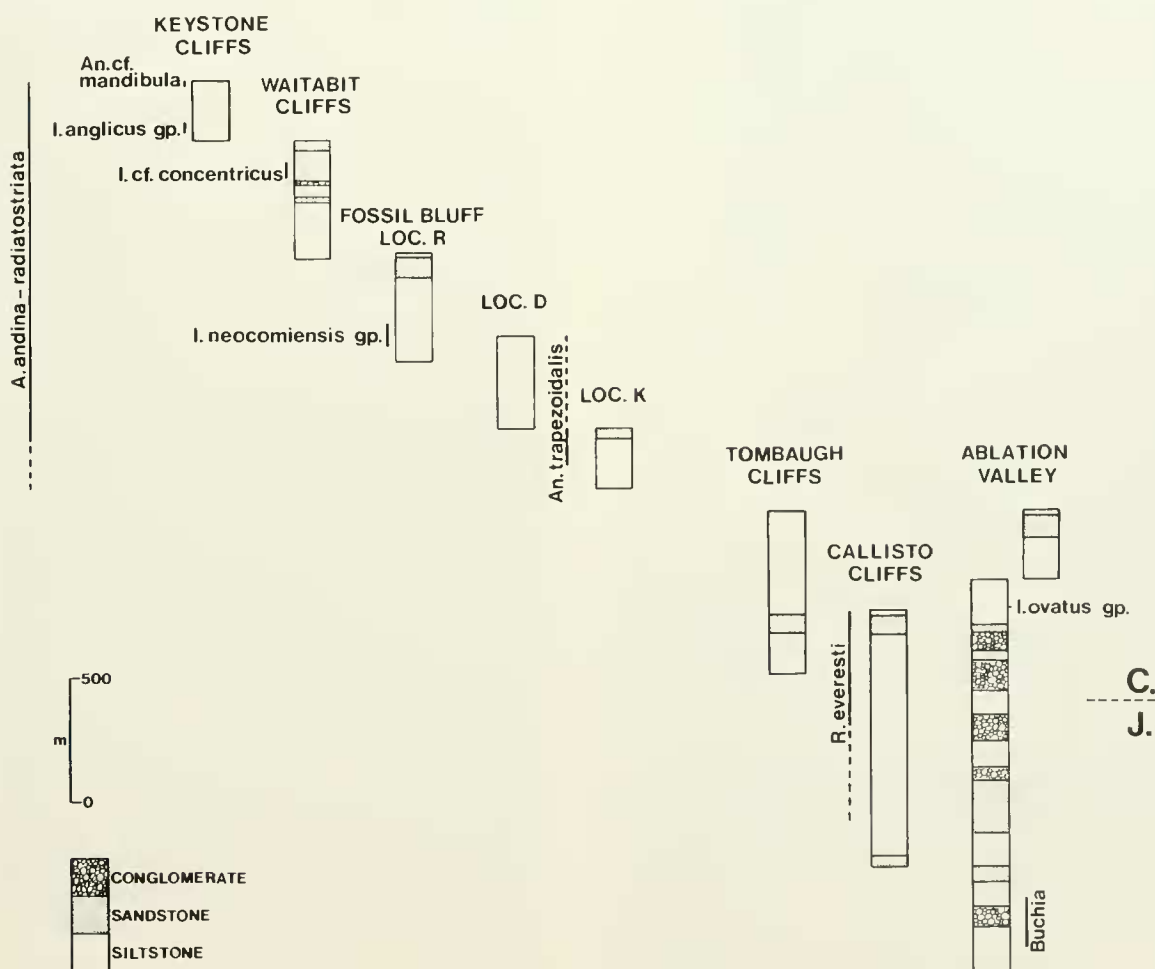 KEYSTONE
CLIFFS
An.cf.
mandibula
I.anglicus gp.
WAITABIT
CLIFFS
I.cf. concentricus
A.andina-radiatostriata
FOSSIL BLUFF
LOC. R
I.neocomiensis gp.
LOC. D
An.trapezoidalis
LOC. K
TOMBAUGH
CLIFFS
CALLISTO
CLIFFS
R.everesti
ABLATION
VALLEY
I.ovatus gp.
C.
J.
Buchia
500
m
0
CONGLOMERATE
SANDSTONE
SILTSTONE